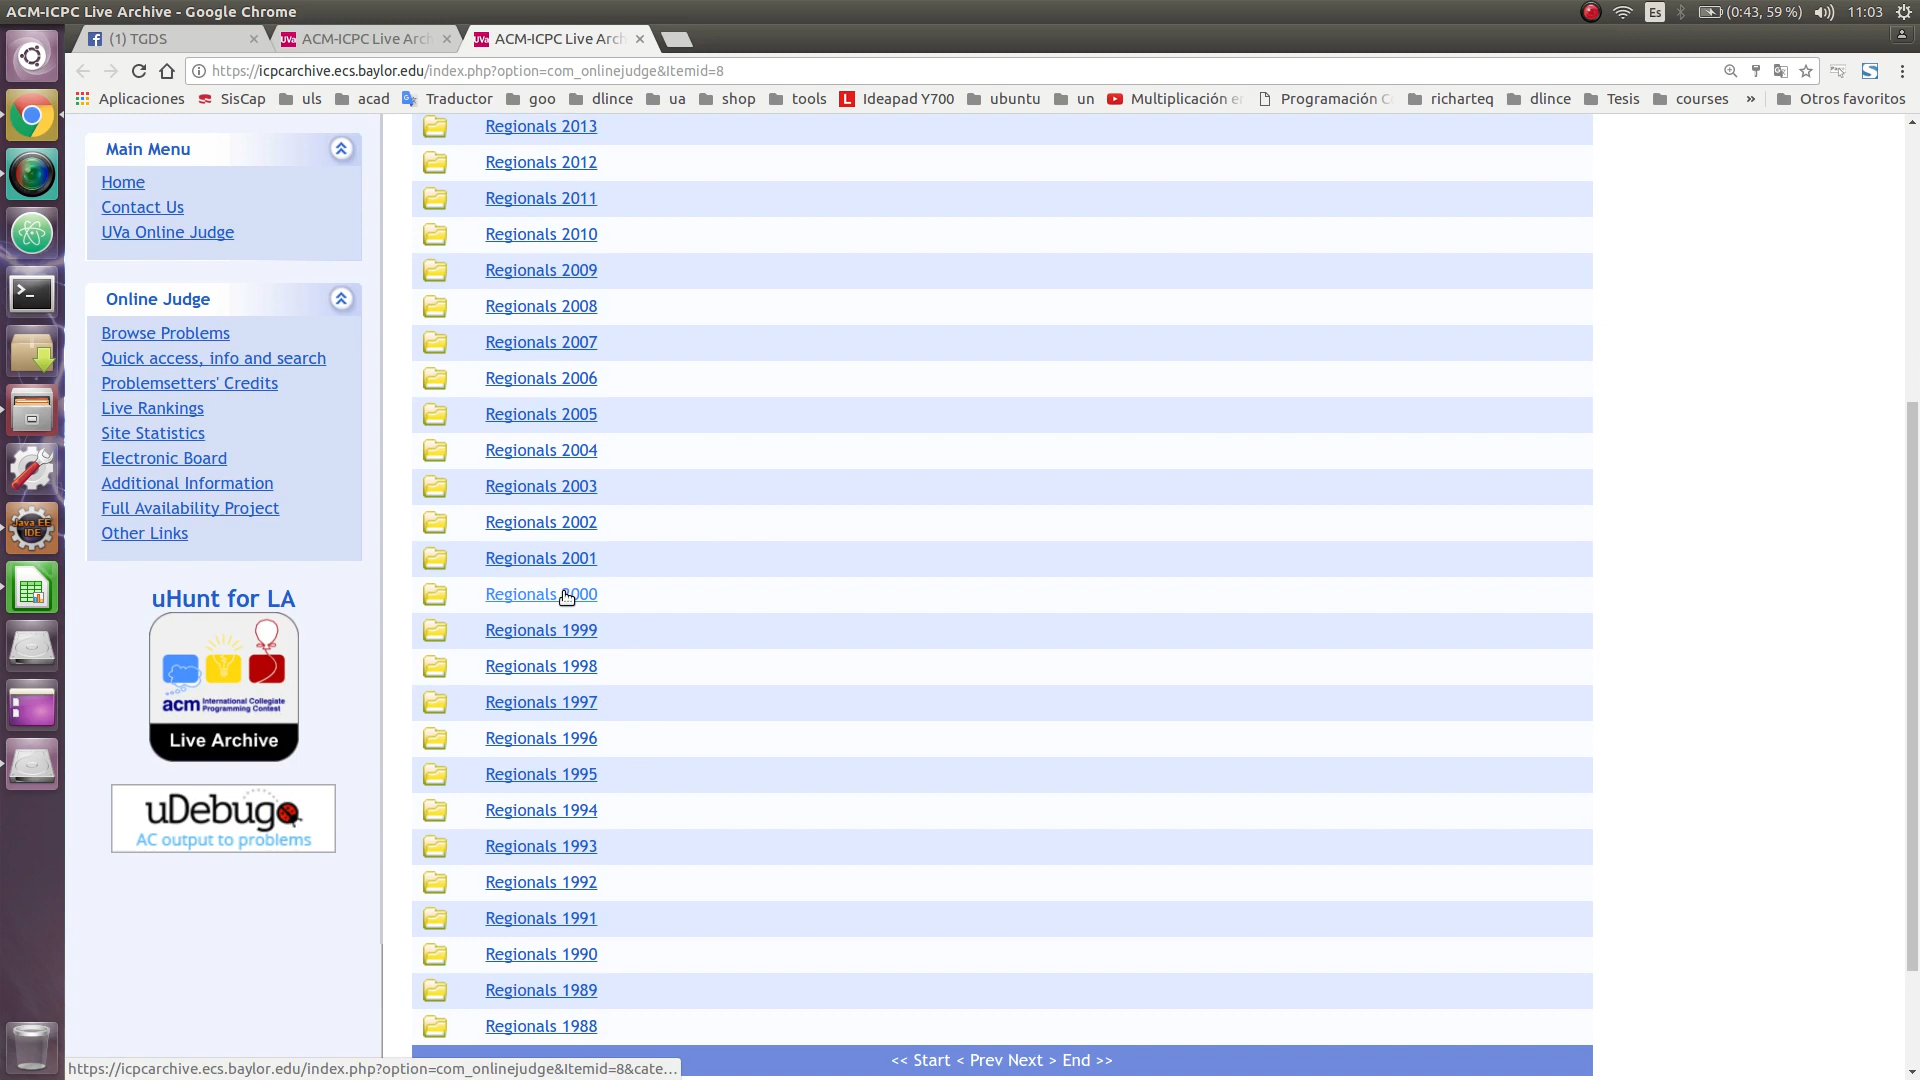 ACM-ICPC Live Archive - Google Chrome
Es
(0:43, 59 %)
11:03
(1) TGDS
UVa
ACM-ICPC Live Arch
UVa
ACM-ICPC Live Arch
https://icpcarchive.ecs.baylor.edu/index.php?option=com_onlinejudge&Itemid=8
Aplicaciones
SisCap
uls
acad
Traductor
goo
dlince
ua
shop
tools
L
Ideapad Y700
ubuntu
un
Multiplicación e
Programación C
richarteq
dlince
Tesis
courses
»
Otros favoritos
Main Menu
Home
Contact Us
UVa Online Judge
Online Judge
Browse Problems
Quick access, info and search
Problemsetters' Credits
Live Rankings
Site Statistics
Electronic Board
Additional Information
Full Availability Project
Other Links
uHunt for LA
acm International Collegiate
Programming Contest
Live Archive
uDebug
AC output to problems
Java EE
IDE
Regionals 2013
Regionals 2012
Regionals 2011
Regionals 2010
Regionals 2009
Regionals 2008
Regionals 2007
Regionals 2006
Regionals 2005
Regionals 2004
Regionals 2003
Regionals 2002
Regionals 2001
Regionals 2000
Regionals 1999
Regionals 1998
Regionals 1997
Regionals 1996
Regionals 1995
Regionals 1994
Regionals 1993
Regionals 1992
Regionals 1991
Regionals 1990
Regionals 1989
Regionals 1988
<< Start < Prev Next > End >>
https://icpcarchive.ecs.baylor.edu/index.php?option=com_onlinejudge&Itemid=8&cate...